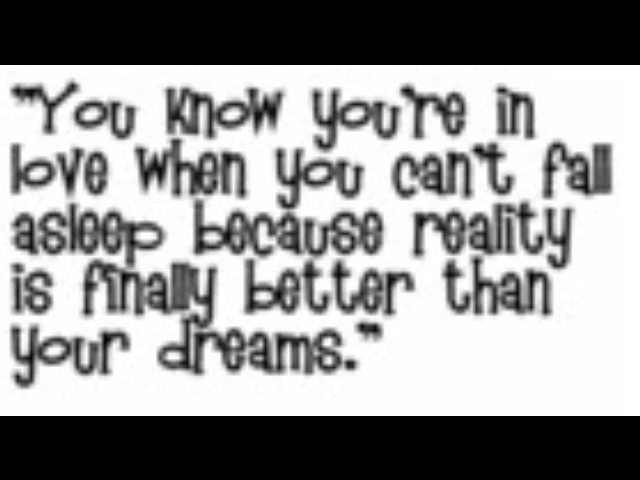 "You know you're in
love when you can't fall
asleep because reality
is finally better than
your dreams."